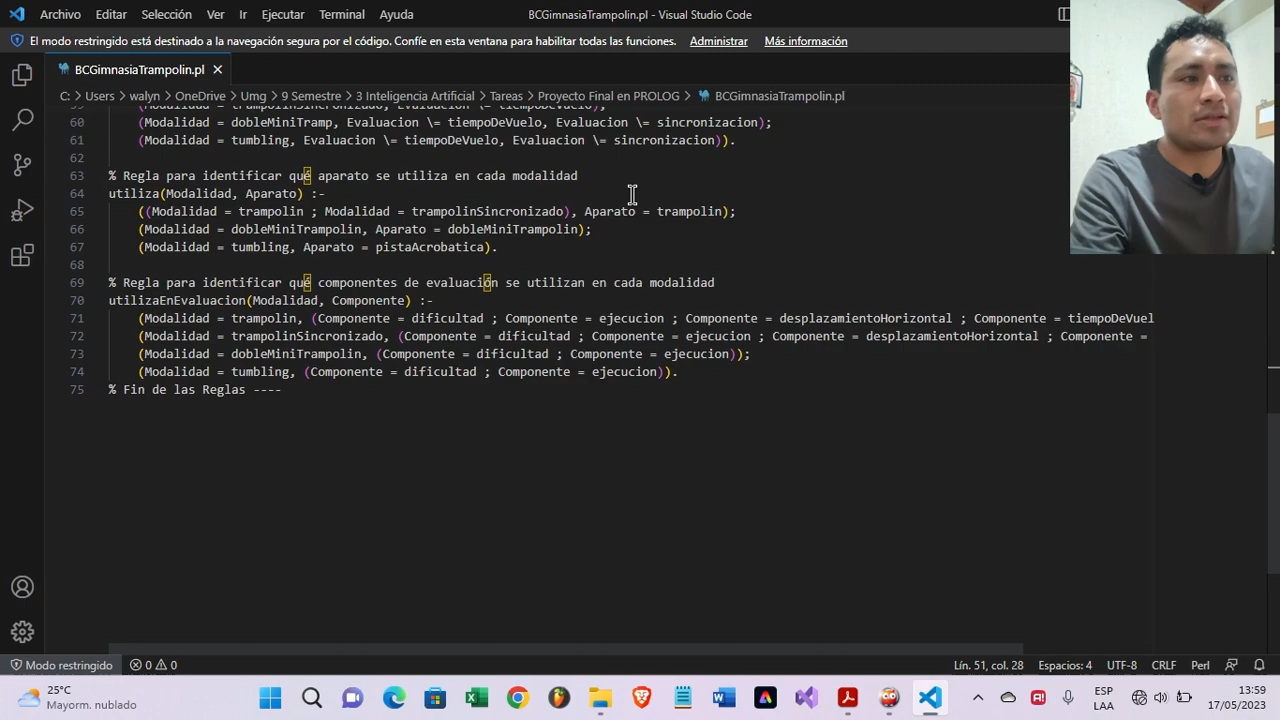 Archivo Editar Selección Ver Ir Ejecutar Terminal Ayuda BCGimnasiaTrampolin.pl - Visual Studio Code
El modo restringido está destinado a la navegación segura por el código. Confíe en esta ventana para habilitar todas las funciones. Administrar Más información
BCGimnasiaTrampolin.pl
C: > Users > walyn > OneDrive > Umg > 9 Semestre > 3 Inteligencia Artificial > Tareas > Proyecto Final en PROLOG > BCGimnasiaTrampolin.pl
60 (Modalidad = dobleMiniTramp, Evaluacion \= tiempoDeVuelo, Evaluacion \= sincronizacion);
61 (Modalidad = tumbling, Evaluacion \= tiempoDeVuelo, Evaluacion \= sincronizacion)).
62
63 % Regla para identificar qué aparato se utiliza en cada modalidad
64 utiliza(Modalidad, Aparato) :-
65 ((Modalidad = trampolin ; Modalidad = trampolinSincronizado), Aparato = trampolin);
66 (Modalidad = dobleMiniTrampolin, Aparato = dobleMiniTrampolin);
67 (Modalidad = tumbling, Aparato = pistaAcrobatica).
68
69 % Regla para identificar qué componentes de evaluación se utilizan en cada modalidad
70 utilizaEnEvaluacion(Modalidad, Componente) :-
71 (Modalidad = trampolin, (Componente = dificultad ; Componente = ejecucion ; Componente = desplazamientoHorizontal ; Componente = tiempoDeVuel
72 (Modalidad = trampolinSincronizado, (Componente = dificultad ; Componente = ejecucion ; Componente = desplazamientoHorizontal ; Componente =
73 (Modalidad = dobleMiniTrampolin, (Componente = dificultad ; Componente = ejecucion));
74 (Modalidad = tumbling, (Componente = dificultad ; Componente = ejecucion)).
75 % Fin de las Reglas ----
Modo restringido 0 0 Lín. 51, col. 28 Espacios: 4 UTF-8 CRLF Perl
25°C
Mayorm. nublado
ESP
LAA
13:59
17/05/2023